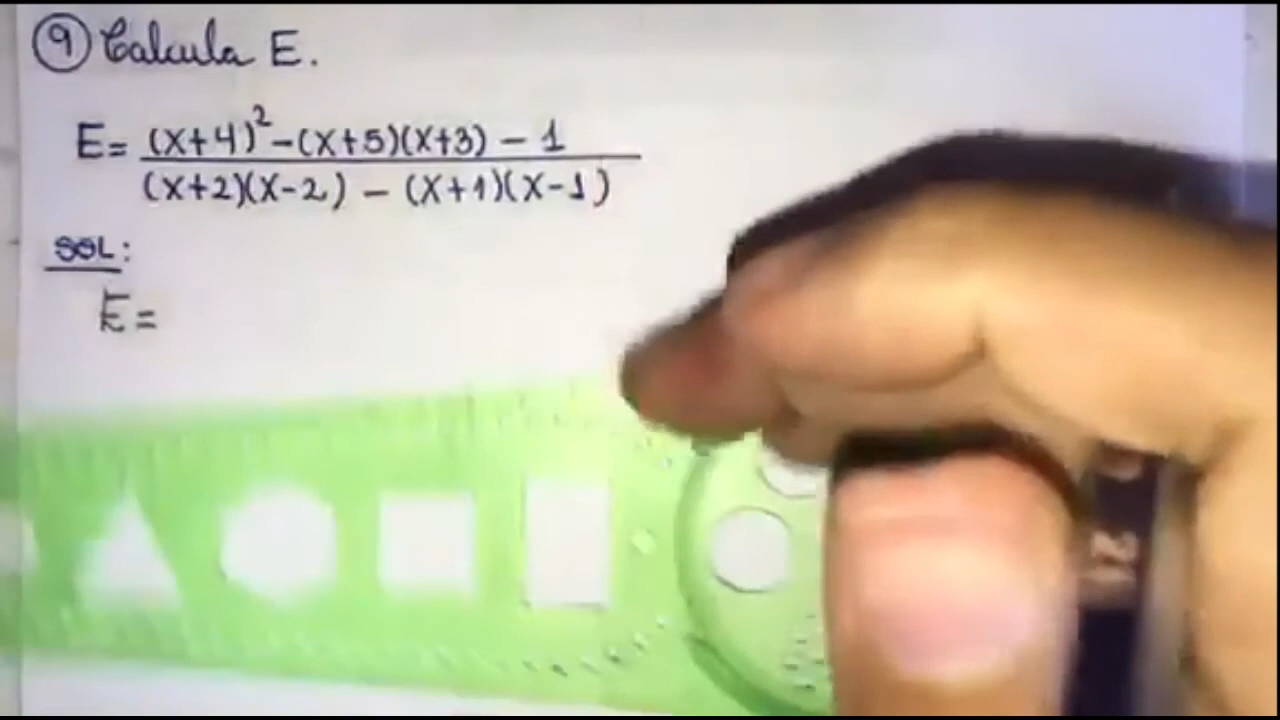 9 Calcula E.
E= (x+4)²-(x+5)(x+3) - 1
(x+2)(x-2) - (x+1)(x-1)
SOL:
E=